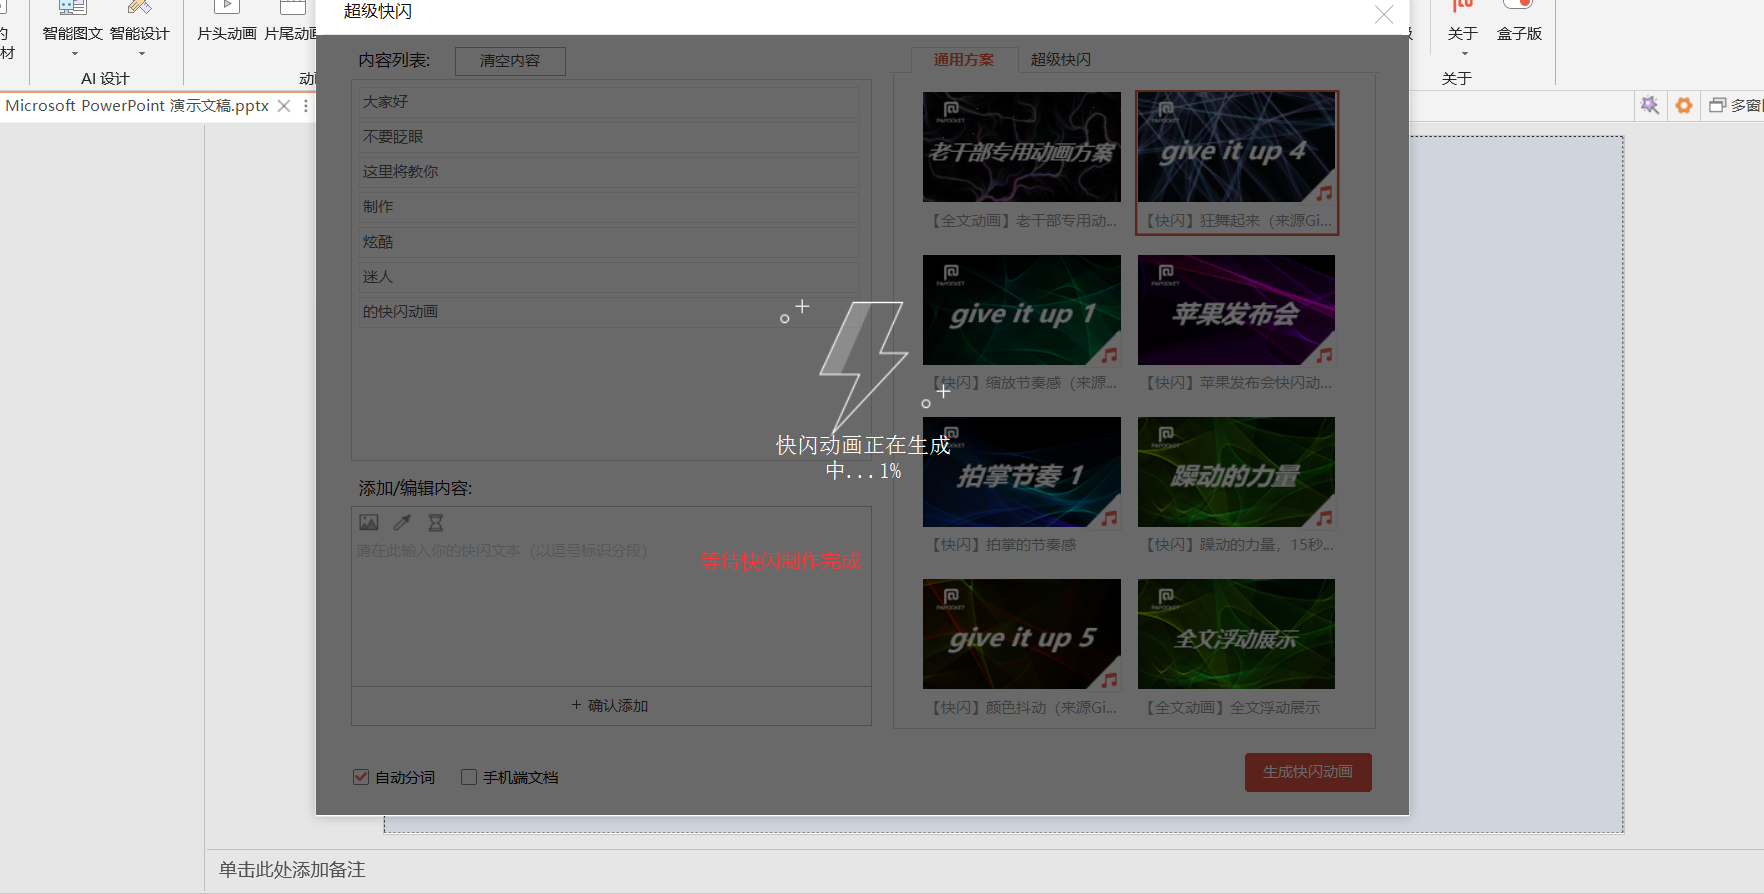 超级快闪
的
材
智能图文
智能设计
片头动画
片尾动画
AI 设计
动
级
关于
盒子版
关于
Microsoft PowerPoint 演示文稿.pptx
多窗
内容列表:
清空内容
大家好
不要眨眼
这里将教你
制作
炫酷
迷人
的快闪动画
添加/编辑内容:
请在此输入你的快闪文本（以逗号标识分段）
等待快闪制作完成
+ 确认添加
自动分词
手机端文档
快闪动画正在生成
中...1%
通用方案
超级快闪
PAPOCKET
老干部专用动画方案
【全文动画】老干部专用动...
PAPOCKET
give it up 4
【快闪】狂舞起来（来源Gi...
PAPOCKET
give it up 1
【快闪】缩放节奏感（来源...
PAPOCKET
苹果发布会
【快闪】苹果发布会快闪动...
PAPOCKET
拍掌节奏 1
【快闪】拍掌的节奏感
PAPOCKET
躁动的力量
【快闪】躁动的力量，15秒...
PAPOCKET
give it up 5
【快闪】颜色抖动（来源Gi...
PAPOCKET
全文浮动展示
【全文动画】全文浮动展示
生成快闪动画
单击此处添加备注